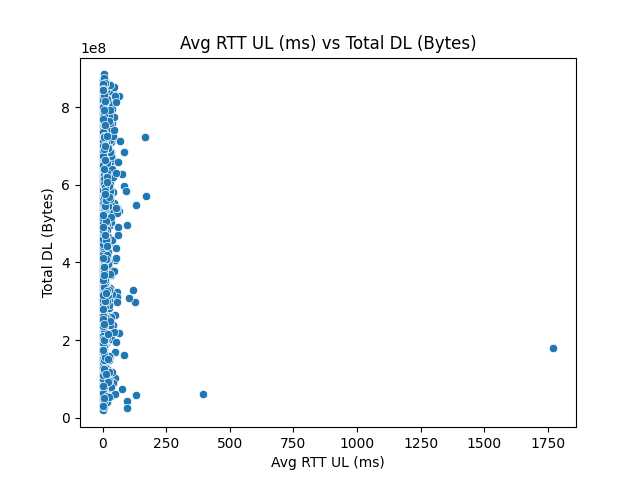 Avg RTT UL (ms) vs Total DL (Bytes)
1e8
8
6
4
2
0
Total DL (Bytes)
0 250 500 750 1000 1250 1500 1750
Avg RTT UL (ms)